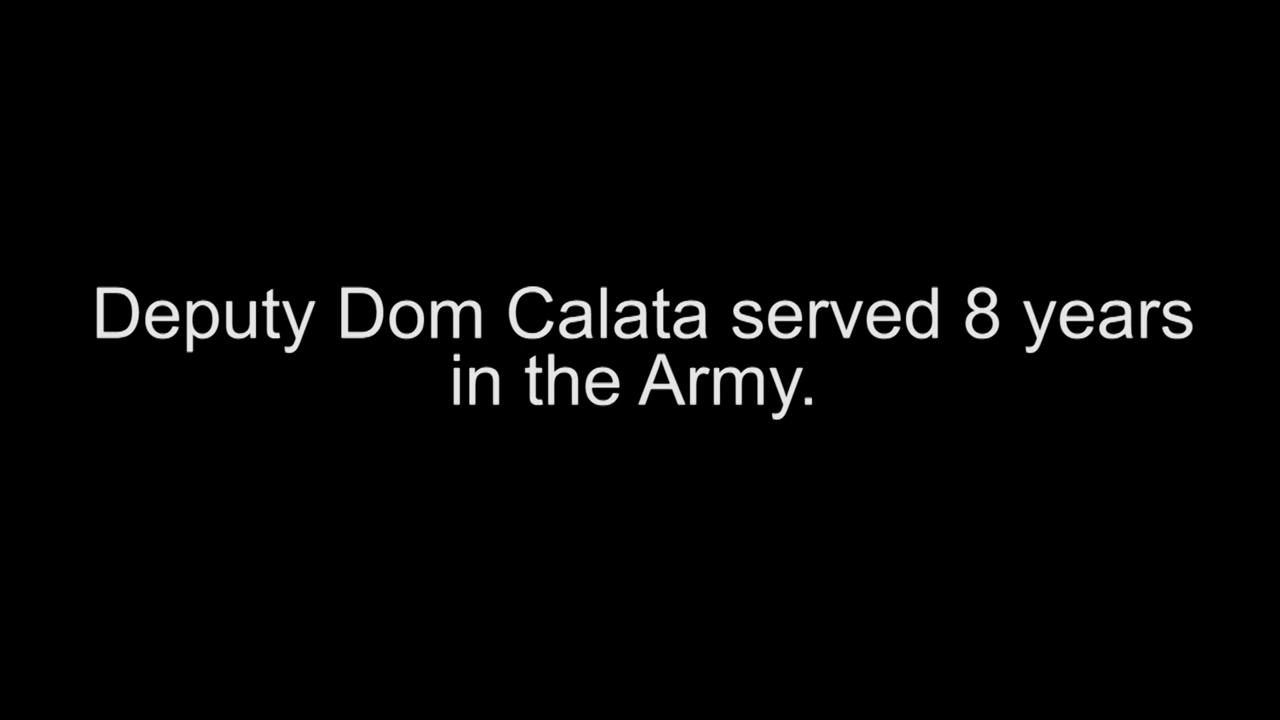 Deputy Dom Calata served 8 years
in the Army.